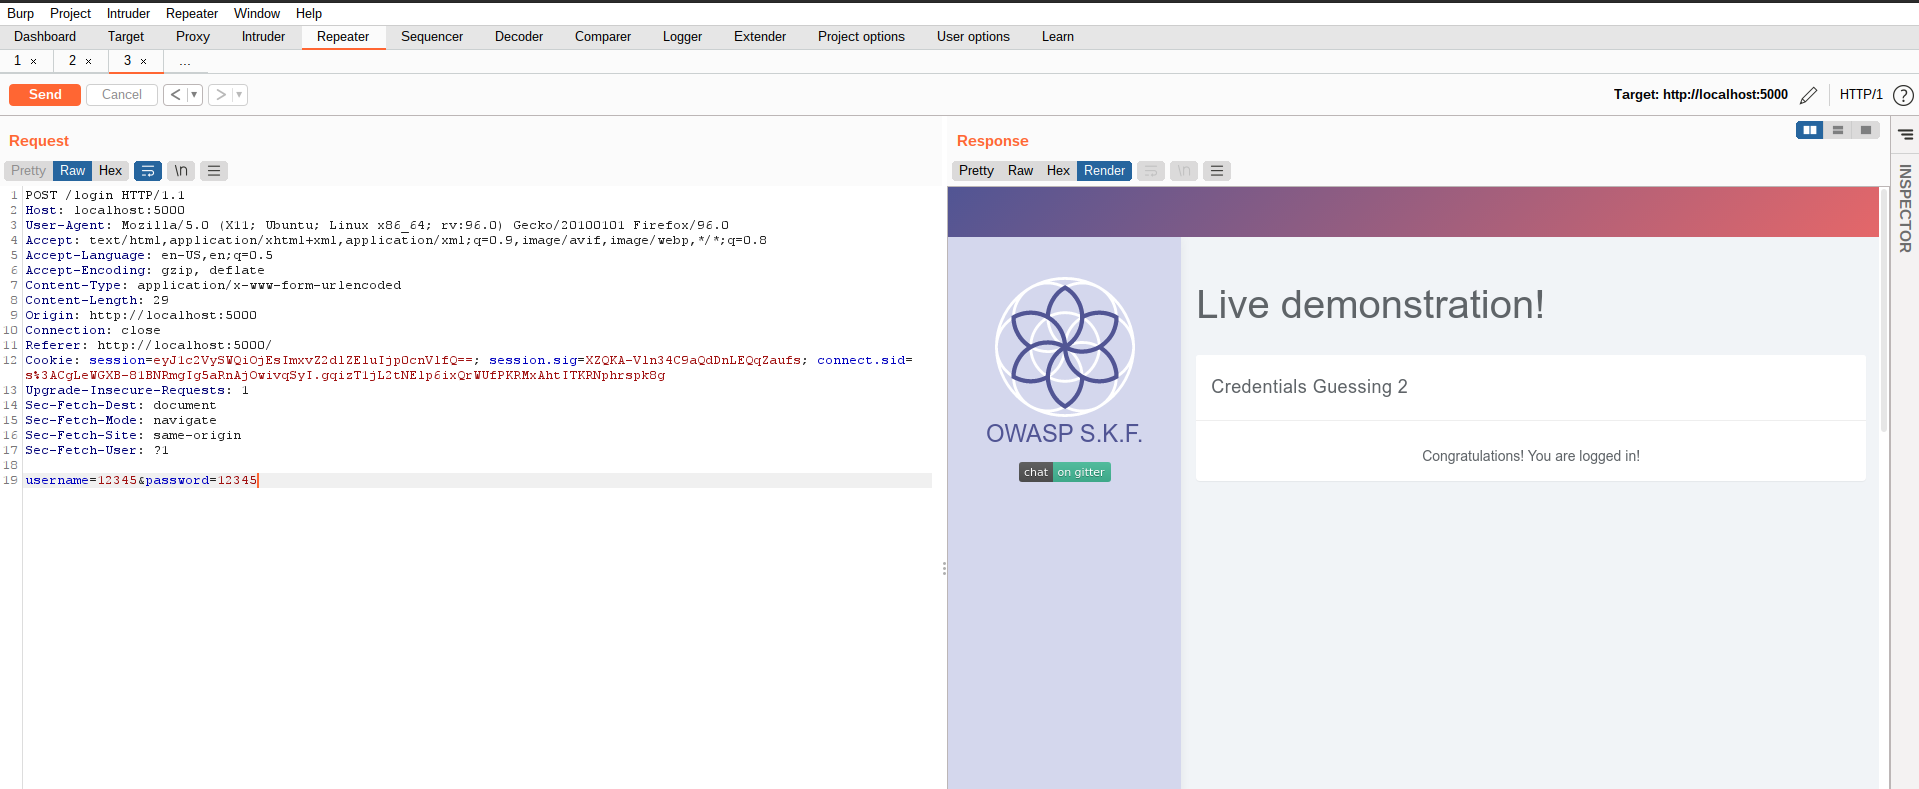 Burp Project Intruder Repeater Window Help
Dashboard Target Proxy Intruder Repeater Sequencer Decoder Comparer Logger Extender Project options User options Learn
1 × 2 × 3 × ...
Send Cancel < > Target: http://localhost:5000 HTTP/1 ?
Request
Pretty Raw Hex \n
1 POST /login HTTP/1.1
2 Host: localhost:5000
3 User-Agent: Mozilla/5.0 (X11; Ubuntu; Linux x86_64; rv:96.0) Gecko/20100101 Firefox/96.0
4 Accept: text/html,application/xhtml+xml,application/xml;q=0.9,image/avif,image/webp,*/*;q=0.8
5 Accept-Language: en-US,en;q=0.5
6 Accept-Encoding: gzip, deflate
7 Content-Type: application/x-www-form-urlencoded
8 Content-Length: 29
9 Origin: http://localhost:5000
10 Connection: close
11 Referer: http://localhost:5000/
12 Cookie: session=eyJ1c2VySWQiOjEsImxvZ2dlZEluIjp0cnVlfQ==; session.sig=XZQKA-Vln34C9aQdDnLEQqZaufs; connect.sid=
s%3ACgLeWGXB-81BNRmgIg5aRnAjOwivqSyI.gqizT1jL2tNElp6ixQrWUfPKRMxAhtITKRNphrspk8g
13 Upgrade-Insecure-Requests: 1
14 Sec-Fetch-Dest: document
15 Sec-Fetch-Mode: navigate
16 Sec-Fetch-Site: same-origin
17 Sec-Fetch-User: ?1
18
19 username=12345&password=12345
Response
Pretty Raw Hex Render \n
OWASP S.K.F.
chat on gitter
Live demonstration!
Credentials Guessing 2
Congratulations! You are logged in!
INSPECTOR